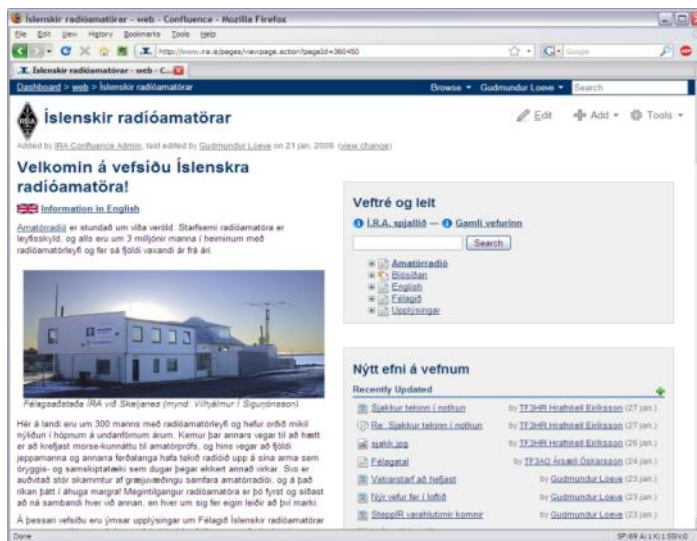 Íslenskir radíóamatörar - web - Confluence - Mozilla Firefox
File Edit View History Bookmarks Tools Help
http://www.ira.is/pages/viewpage.action?pageId=360450
Google
Íslenskir radíóamatörar - web - C...
Dashboard > web > Íslenskir radíóamatörar
Browse Gudmundur Loeve Search
Íslenskir radíóamatörar
Edit Add Tools
Added by IRA Confluence Admin, last edited by Gudmundur Loeve on 21 jan. 2009 (view change)
Velkomin á vefsíðu Íslenskra
radíóamatöra!
Information in English
Amatörradíó er stundað um víða veröld. Starfsemi radíóamatöra er
leyfisskyld, og alls eru um 3 milljónir manna í heiminum með
radíóamatörleyfi og fer sá fjöldi vaxandi ár frá ári.
Félagsaðstaða ÍRA við Skeljanes (mynd: Vilhjálmur Í Sigurjónsson)
Hér á landi eru um 300 manns með radíóamatörleyfi og hefur orðið mikil
nýliðun í hópnum á undanförnum árum. Kemur þar annars vegar til að hætt
er að krefjast morse-kunnáttu til amatörprófs, og hins vegar að fjöldi
jeppamanna og annarra ferðalanga hafa tekið radíóið upp á sína arma sem
öryggis- og samskiptatæki sem dugar þegar ekkert annað virkar. Svo er
auðvitað stór skammtur af græjuvæðingu samfara amatörradíói, og á það
ríkan þátt í áhuga margra! Megintilgangur radíóamatöra er þó fyrst og síðast
að ná sambandi hver við annan, en hver um sig fer eigin leiðir að því marki.
Á þessari vefsíðu eru ýmsar upplýsingar um Félagið Íslenskir radíóamatörar
Veftré og leit
Í.R.A. spjallið — Gamli vefurinn
Search
Amatörradíó
Blósíðan
English
Félagið
Upplýsingar
Nýtt efni á vefnum
Recently Updated
Sjakkur tekinn í notkun by TF3HR Hrafnkell Eiríksson (27 jan.)
Re: Sjakkur tekinn í notkun by TF3HR Hrafnkell Eiríksson (27 jan.)
sjakk.jpg by TF3HR Hrafnkell Eiríksson (26 jan.)
Félagatal by TF3AO Ársæll Óskarsson (24 jan.)
Vetrarstarf að hefjast by Gudmundur Loeve (23 jan.)
Nýr vefur fer í loftið by Gudmundur Loeve (23 jan.)
SteppIR varahlutirnir komnir by Gudmundur Loeve (23 jan.)
Done
SP:69 A:1 K:1 SSN:0